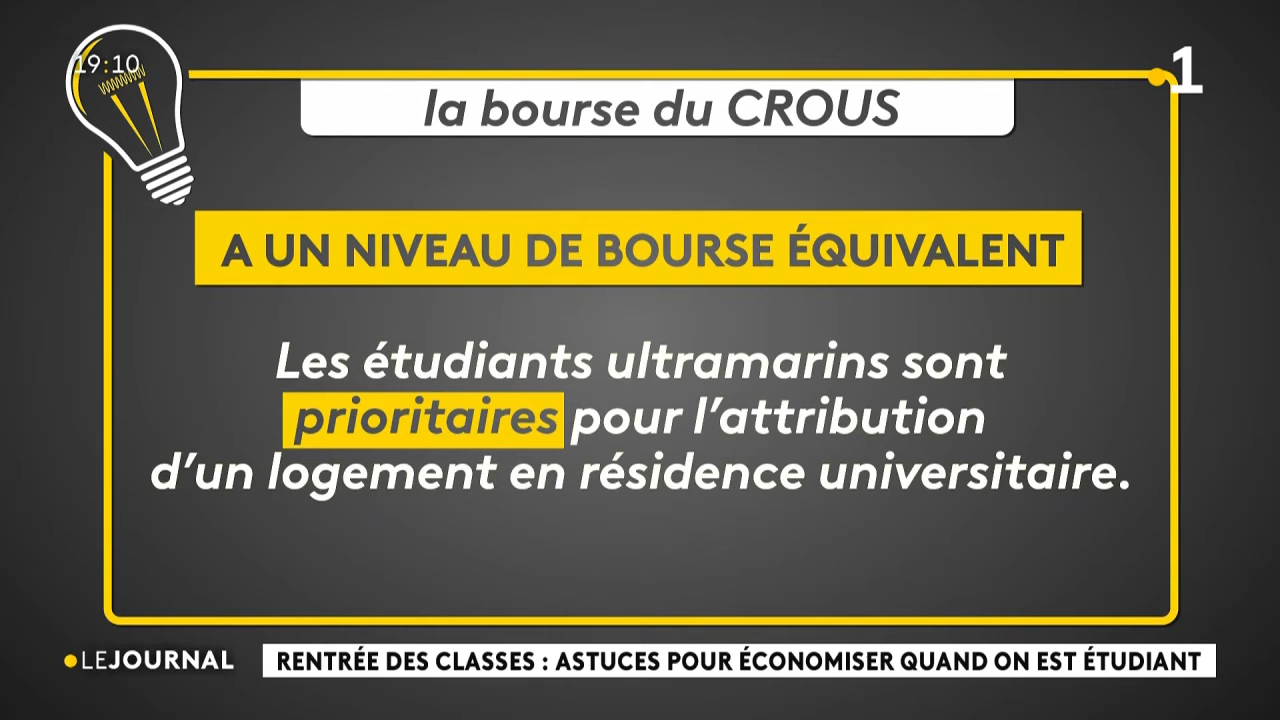 19:10
1
la bourse du CROUS
A UN NIVEAU DE BOURSE ÉQUIVALENT
Les étudiants ultramarins sont
prioritaires pour l’attribution
d’un logement en résidence universitaire.
LEJOURNAL
RENTRÉE DES CLASSES : ASTUCES POUR ÉCONOMISER QUAND ON EST ÉTUDIANT